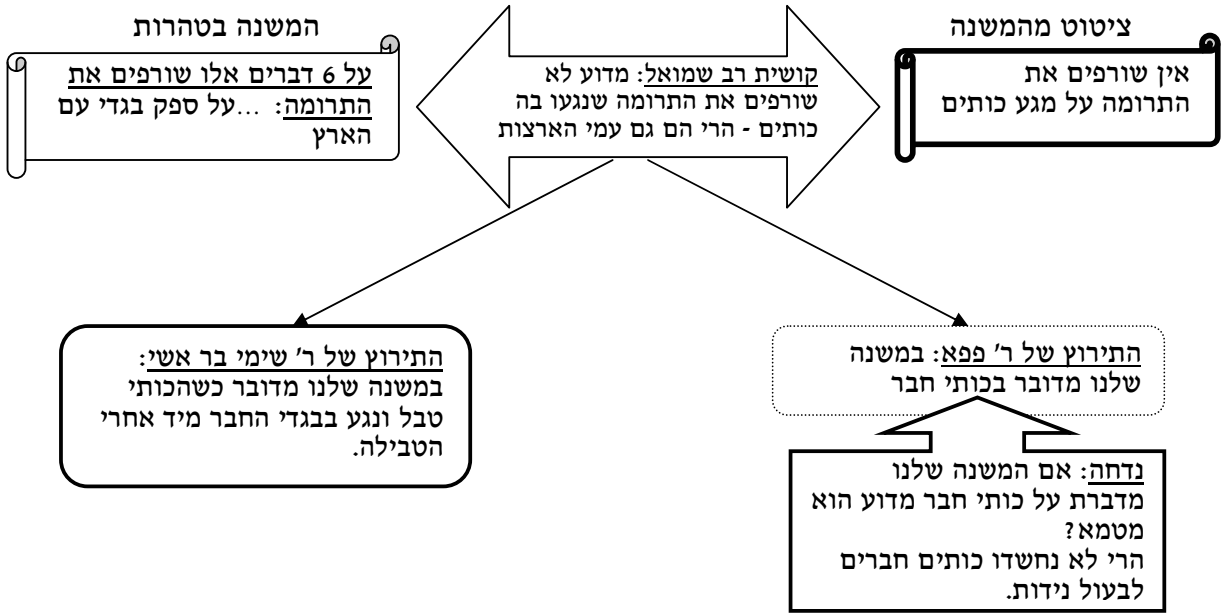 ציטוט מהמשנה
אין שורפים את
התרומה על מגע כותים
קושית רב שמואל: מדוע לא
שורפים את התרומה שנגעו בה
כותים - הרי הם גם עמי הארצות
המשנה בטהרות
על 6 דברים אלו שורפים את
התרומה: ...על ספק בגדי עם
הארץ
התירוץ של ר' פפא: במשנה
שלנו מדובר בכותי חבר
נדחה: אם המשנה שלנו
מדברת על כותי חבר מדוע הוא
מטמא?
הרי לא נחשדו כותים חברים
לבעול נידות.
התירוץ של ר' שימי בר אשי:
במשנה שלנו מדובר כשהכותי
טבל ונגע בבגדי החבר מיד אחרי
הטבילה.